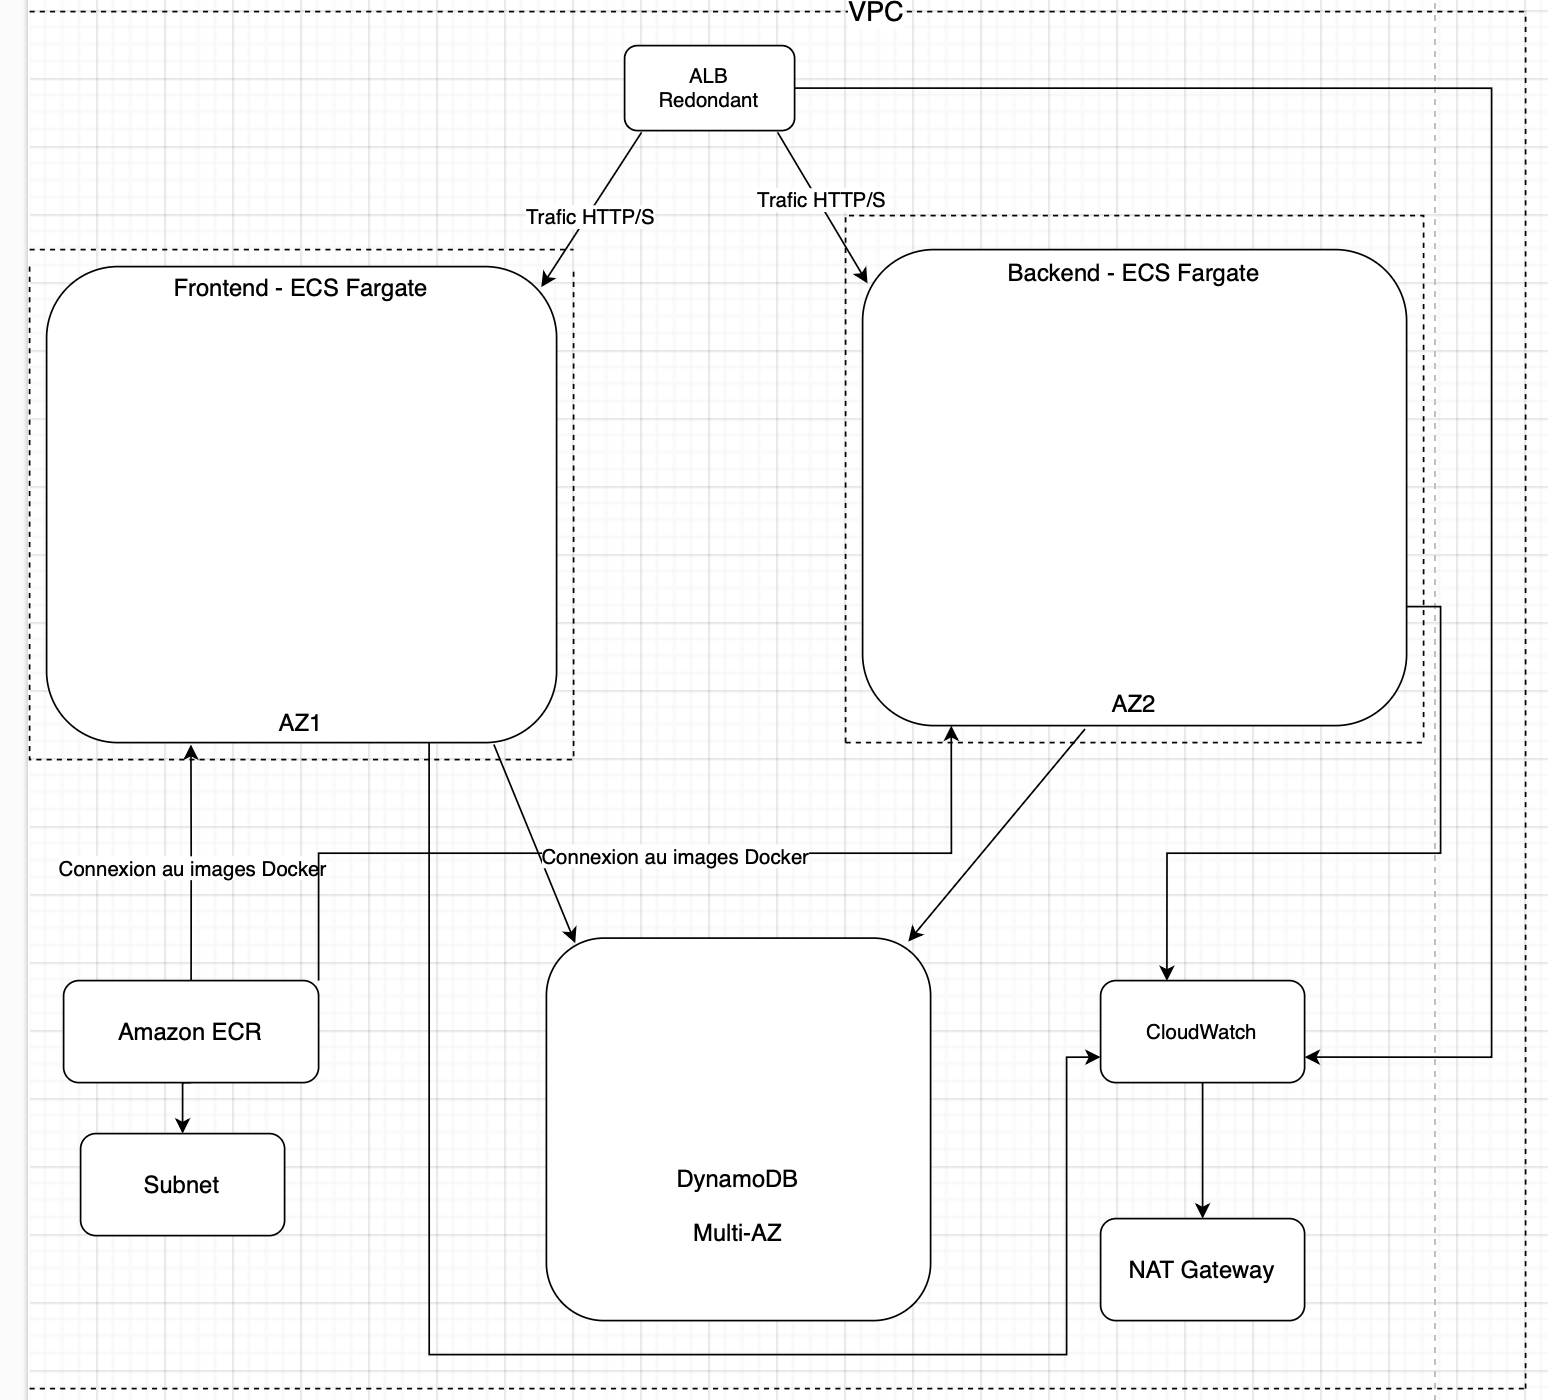 VPC
ALB
Redondant
Trafic HTTP/S
Trafic HTTP/S
Frontend - ECS Fargate
Backend - ECS Fargate
AZ1
AZ2
Connexion au images Docker
Connexion au images Docker
Amazon ECR
CloudWatch
Subnet
DynamoDB
Multi-AZ
NAT Gateway